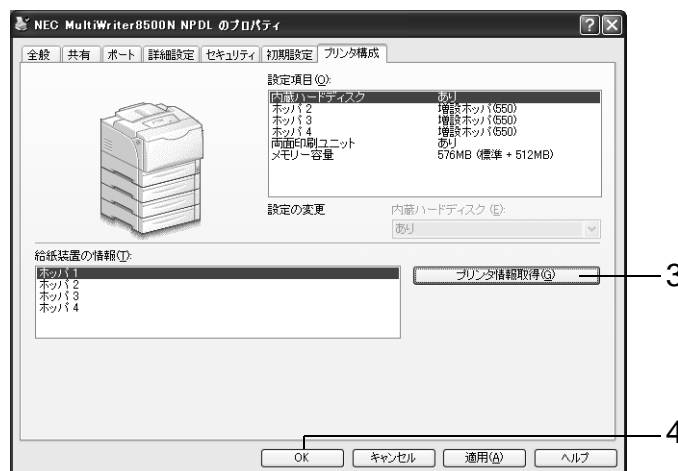 NEC MultiWriter8500N NPDL のプロパティ
全般 共有 ポート 詳細設定 セキュリティ 初期設定 プリンタ構成
設定項目(O):
内蔵ハードディスク あり
ホッパ 2 増設ホッパ(550)
ホッパ 3 増設ホッパ(550)
ホッパ 4 増設ホッパ(550)
両面印刷ユニット あり
メモリー容量 576MB (標準 + 512MB)
設定の変更 内蔵ハードディスク (E):
あり
給紙装置の情報(T):
ホッパ 1
ホッパ 2
ホッパ 3
ホッパ 4
プリンタ情報取得(G)
3
4
OK キャンセル 適用(A) ヘルプ